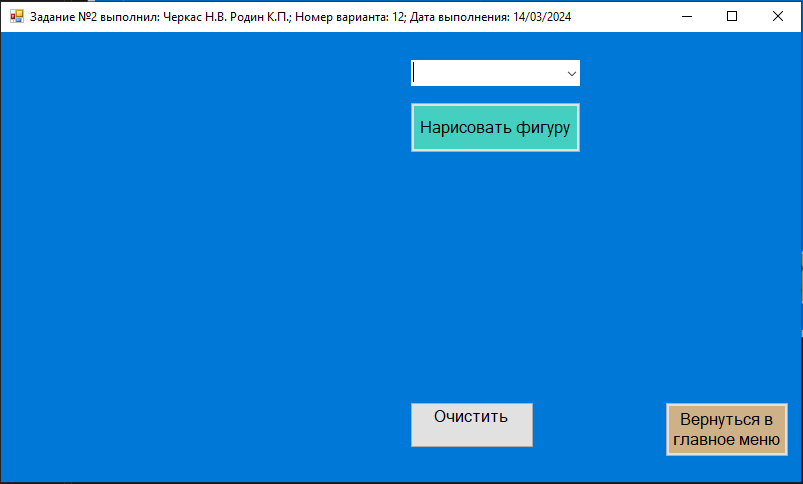 Задание №2 выполнил: Черкас Н.В. Родин К.П.; Номер варианта: 12; Дата выполнения: 14/03/2024
Нарисовать фигуру
Очистить
Вернуться в
главное меню